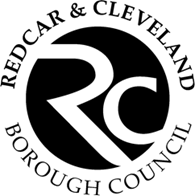 REDCAR & CLEVELAND
RC
BOROUGH COUNCIL